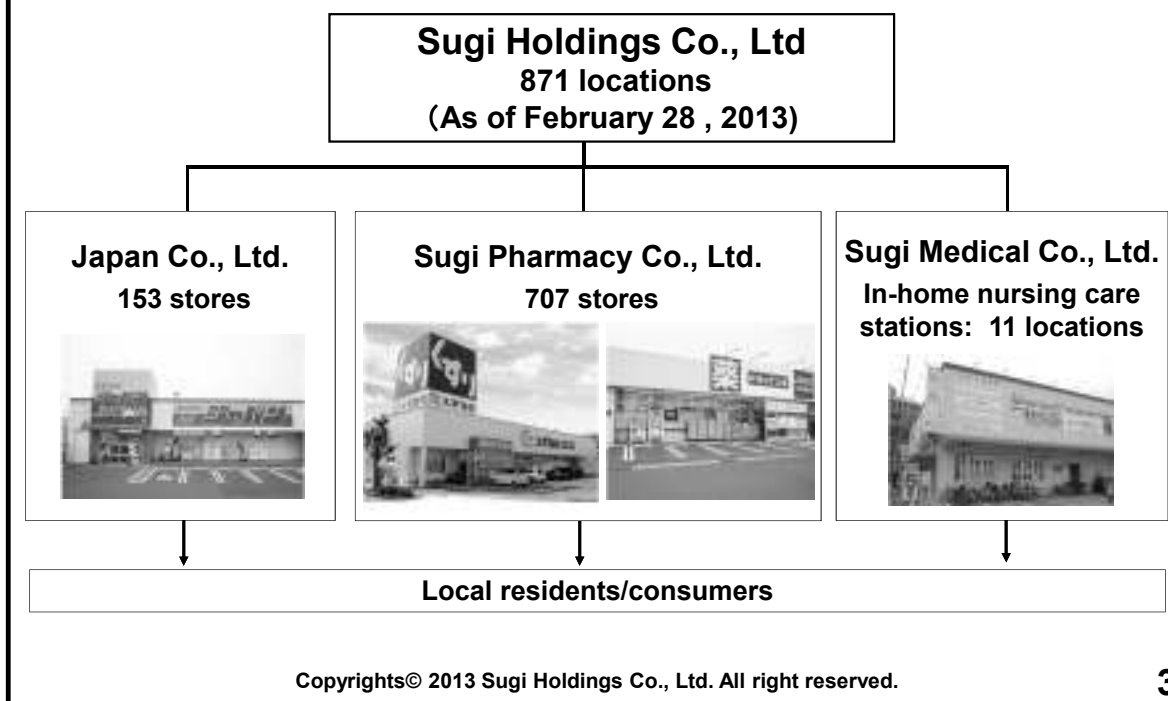 Sugi Holdings Co., Ltd
871 locations
（As of February 28 , 2013)
Japan Co., Ltd.
153 stores
Sugi Pharmacy Co., Ltd.
707 stores
Sugi Medical Co., Ltd.
In-home nursing care
stations: 11 locations
Local residents/consumers
Copyrights© 2013 Sugi Holdings Co., Ltd. All right reserved.
3